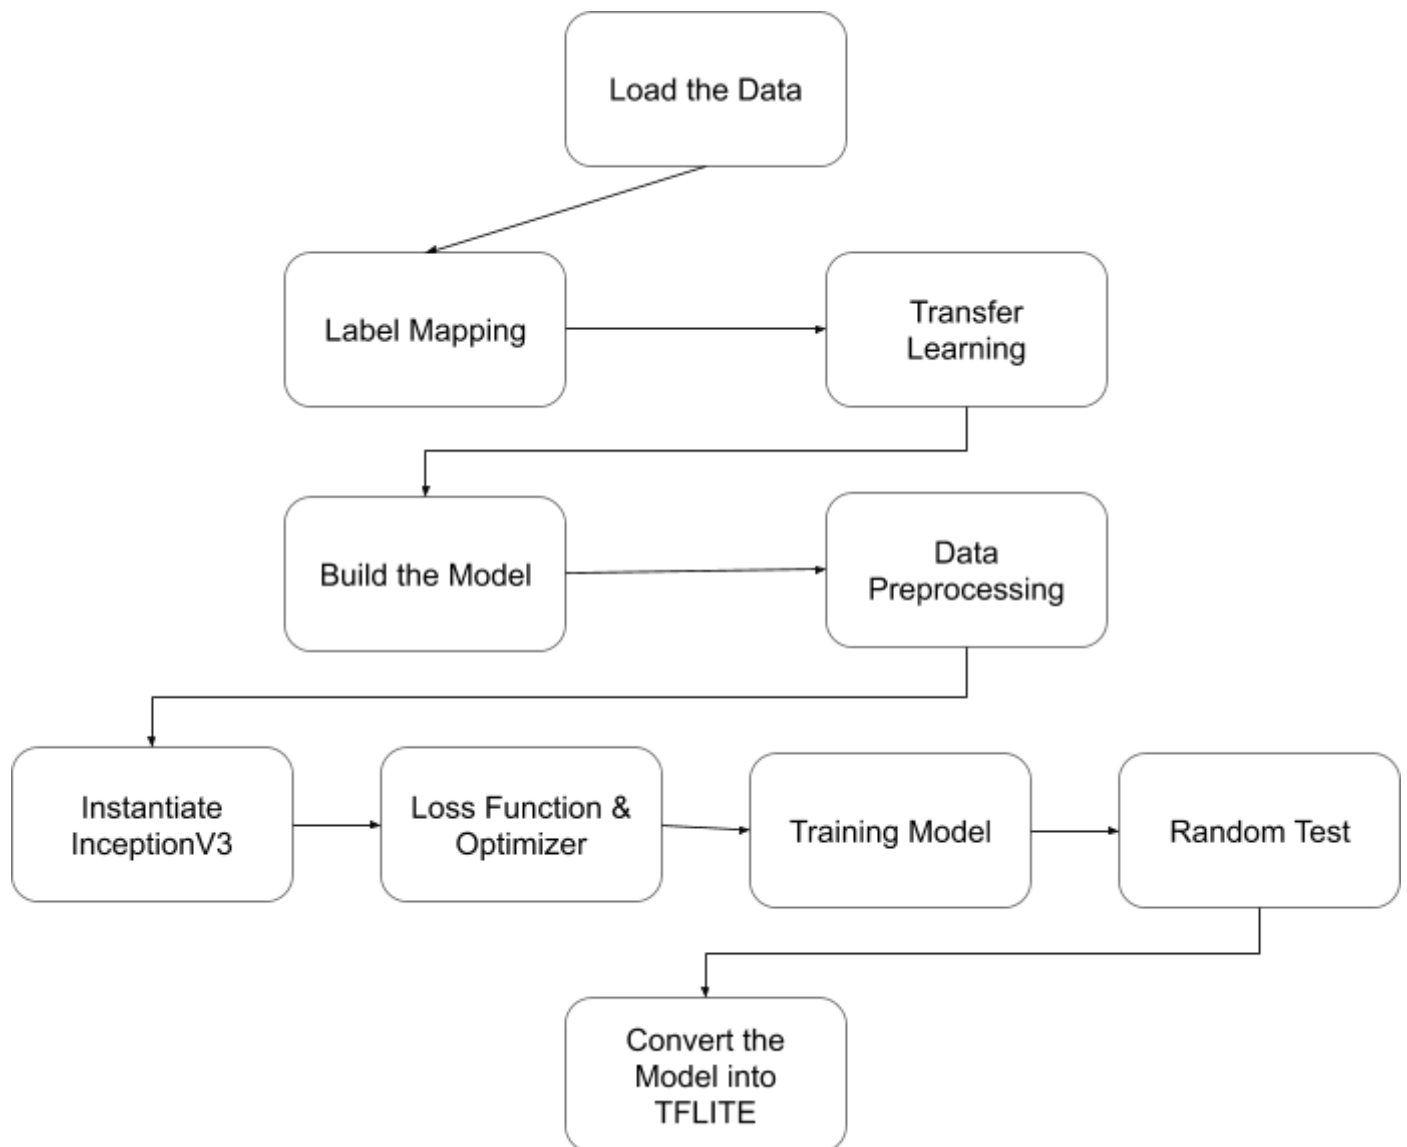 Load the Data
Label Mapping
Transfer
Learning
Build the Model
Data
Preprocessing
Instantiate
InceptionV3
Loss Function &
Optimizer
Training Model
Random Test
Convert the
Model into
TFLITE